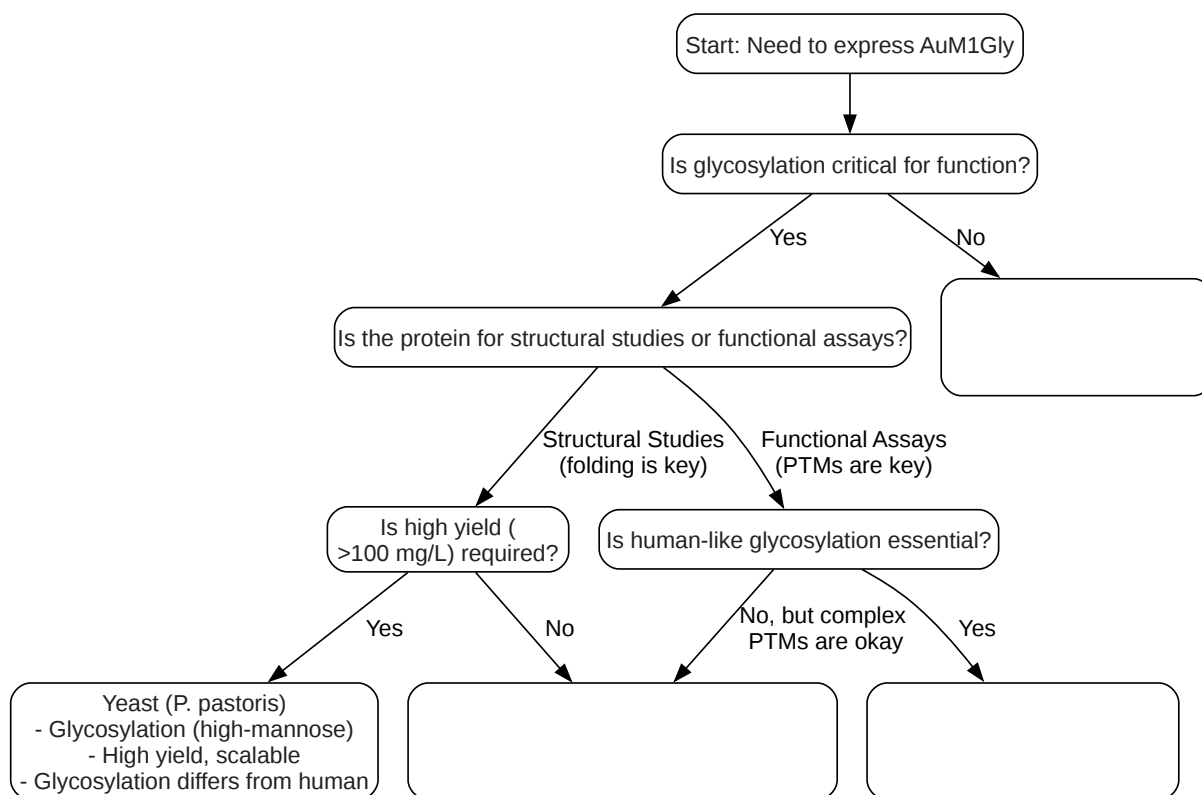 Start: Need to express AuM1Gly
Is glycosylation critical for function?
Yes
No
Is the protein for structural studies or functional assays?
Structural Studies
(folding is key)
Functional Assays
(PTMs are key)
Is high yield (
>100 mg/L) required?
Is human-like glycosylation essential?
Yes
No
No, but complex
PTMs are okay
Yes
Yeast (P. pastoris)
- Glycosylation (high-mannose)
- High yield, scalable
- Glycosylation differs from human